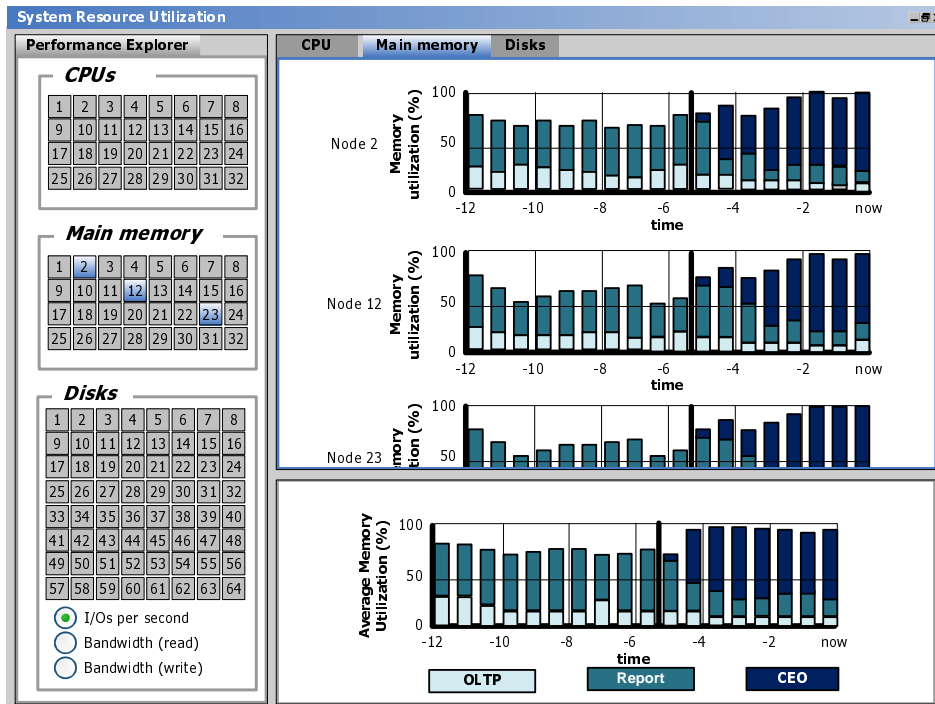 System Resource Utilization
Performance Explorer
CPUs
1 2 3 4 5 6 7 8
9 10 11 12 13 14 15 16
17 18 19 20 21 22 23 24
25 26 27 28 29 30 31 32
Main memory
1 2 3 4 5 6 7 8
9 10 11 12 13 14 15 16
17 18 19 20 21 22 23 24
25 26 27 28 29 30 31 32
Disks
1 2 3 4 5 6 7 8
9 10 11 12 13 14 15 16
17 18 19 20 21 22 23 24
25 26 27 28 29 30 31 32
33 34 35 36 37 38 39 40
41 42 43 44 45 46 47 48
49 50 51 52 53 54 55 56
57 58 59 60 61 62 63 64
I/Os per second
Bandwidth (read)
Bandwidth (write)
CPU Main memory Disks
Node 2
Memory
utilization (%)
100
50
0
-12 -10 -8 -6 -4 -2 now
time
Node 12
Memory
utilization (%)
100
50
0
-12 -10 -8 -6 -4 -2 now
time
Node 23
mory
tion (%)
100
50
Average Memory
Utilization (%)
100
50
0
-12 -10 -8 -6 -4 -2 now
time
OLTP Report CEO